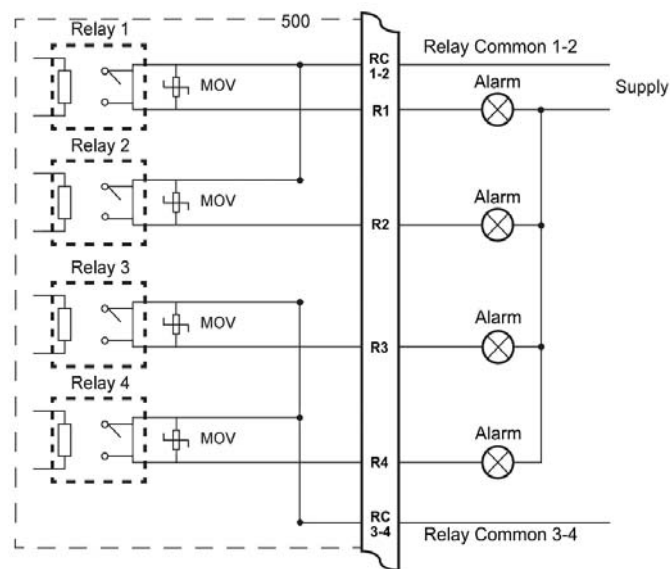 Relay 1
500
RC
1-2
Relay Common 1-2
MOV
Alarm
Supply
R1
Relay 2
MOV
Alarm
R2
Relay 3
MOV
Alarm
R3
Relay 4
MOV
Alarm
R4
RC
3-4
Relay Common 3-4